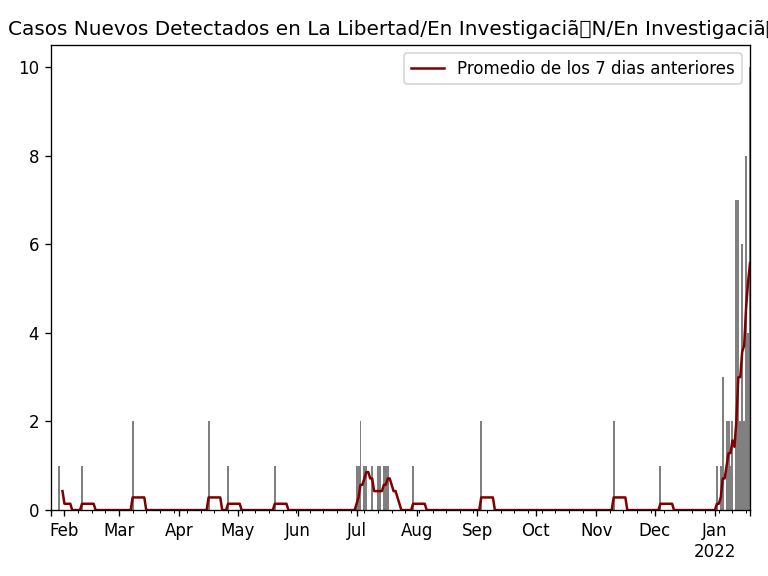 Casos Nuevos Detectados en La Libertad/En Investigaciã�N/En Investigaciã
Promedio de los 7 dias anteriores
10
8
6
4
2
0
Feb Mar Apr May Jun Jul Aug Sep Oct Nov Dec Jan
2022